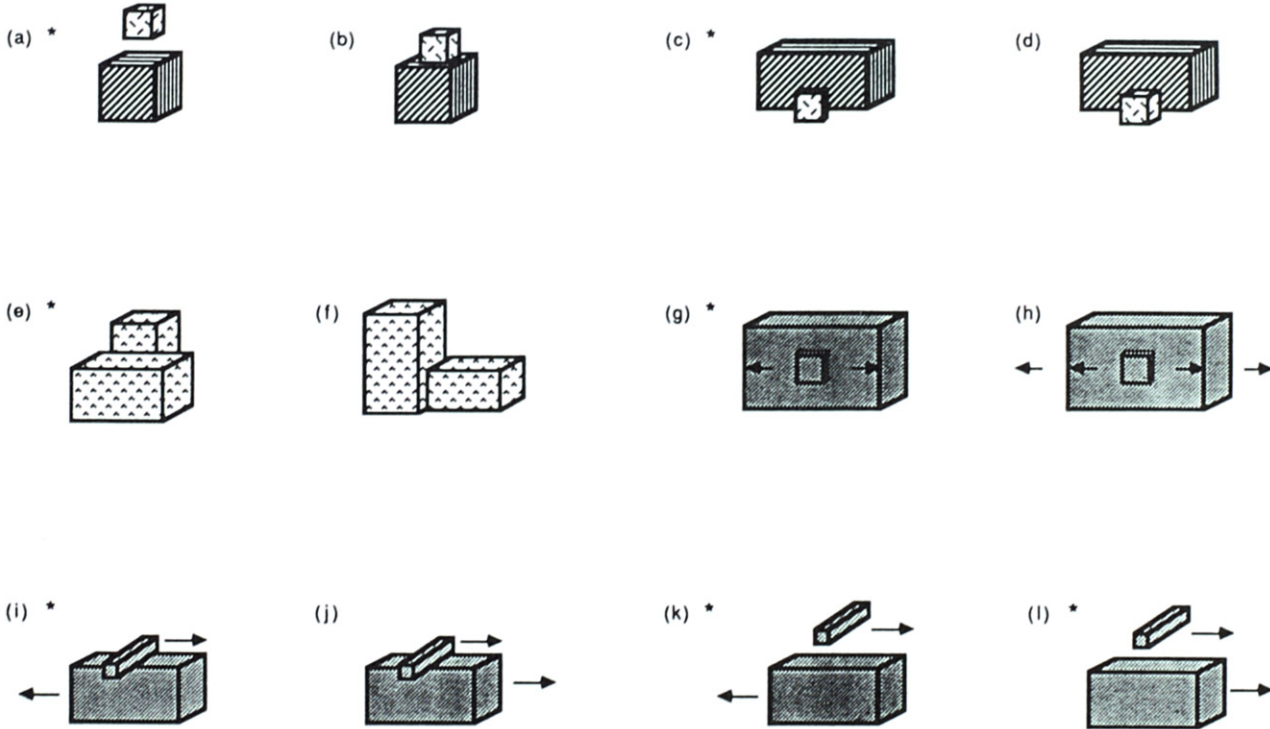 (a) * (b) (c) * (d)
(e) * (f) (g) * (h)
(i) * (j) (k) * (l) *